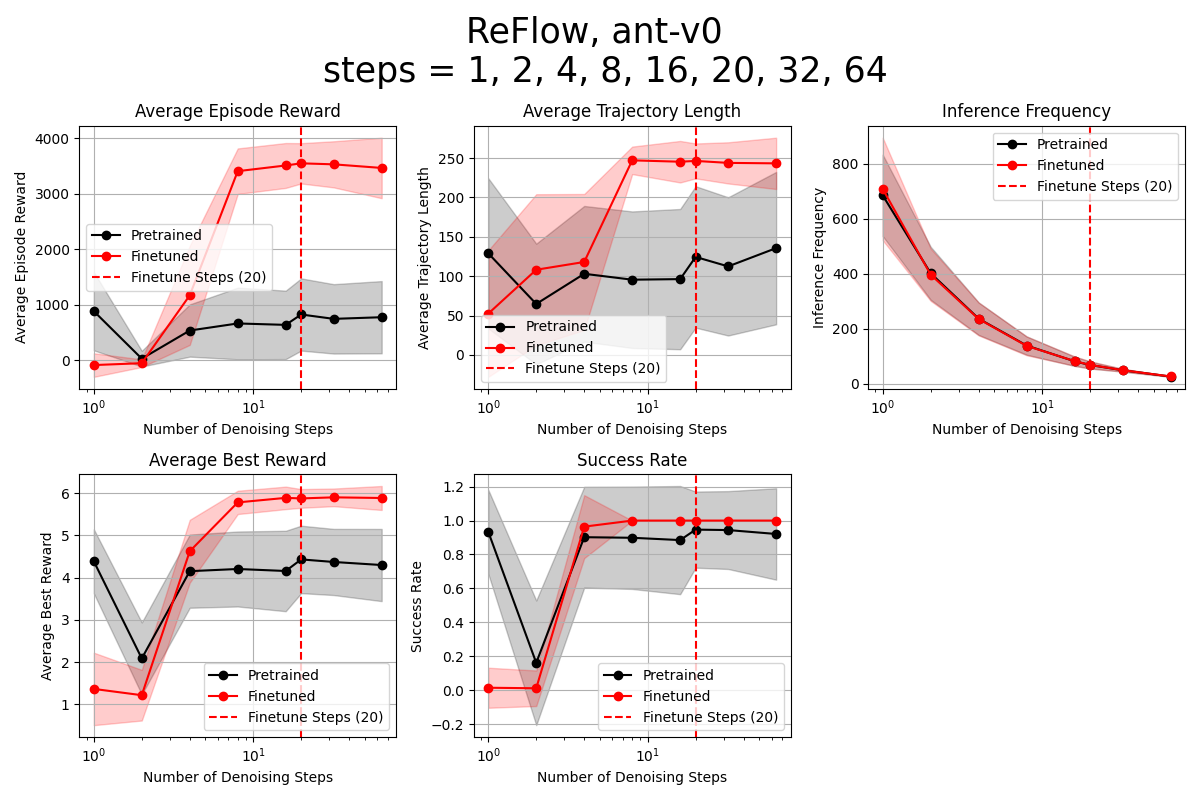 ReFlow, ant-v0
steps = 1, 2, 4, 8, 16, 20, 32, 64
Average Episode Reward
Average Episode Reward
4000
3000
2000
1000
0
Pretrained
Finetuned
Finetune Steps (20)
10^0
10^1
Number of Denoising Steps
Average Trajectory Length
Average Trajectory Length
250
200
150
100
50
0
Pretrained
Finetuned
Finetune Steps (20)
10^0
10^1
Number of Denoising Steps
Inference Frequency
Inference Frequency
800
600
400
200
0
Pretrained
Finetuned
Finetune Steps (20)
10^0
10^1
Number of Denoising Steps
Average Best Reward
Average Best Reward
6
5
4
3
2
1
Pretrained
Finetuned
Finetune Steps (20)
10^0
10^1
Number of Denoising Steps
Success Rate
Success Rate
1.2
1.0
0.8
0.6
0.4
0.2
0.0
−0.2
Pretrained
Finetuned
Finetune Steps (20)
10^0
10^1
Number of Denoising Steps